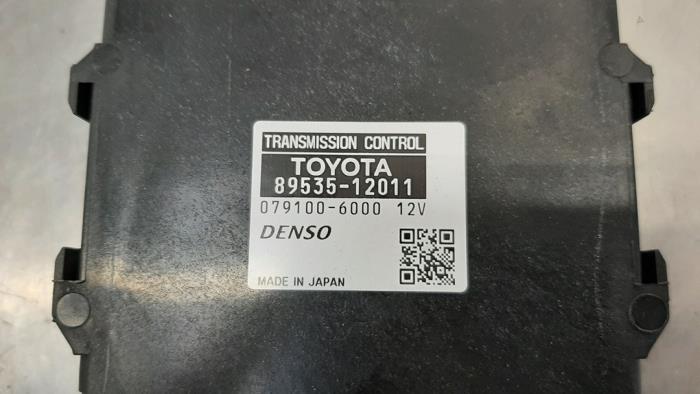 TRANSMISSION CONTROL
TOYOTA
89535-12011
079100-6000 12V
DENSO
MADE IN JAPAN